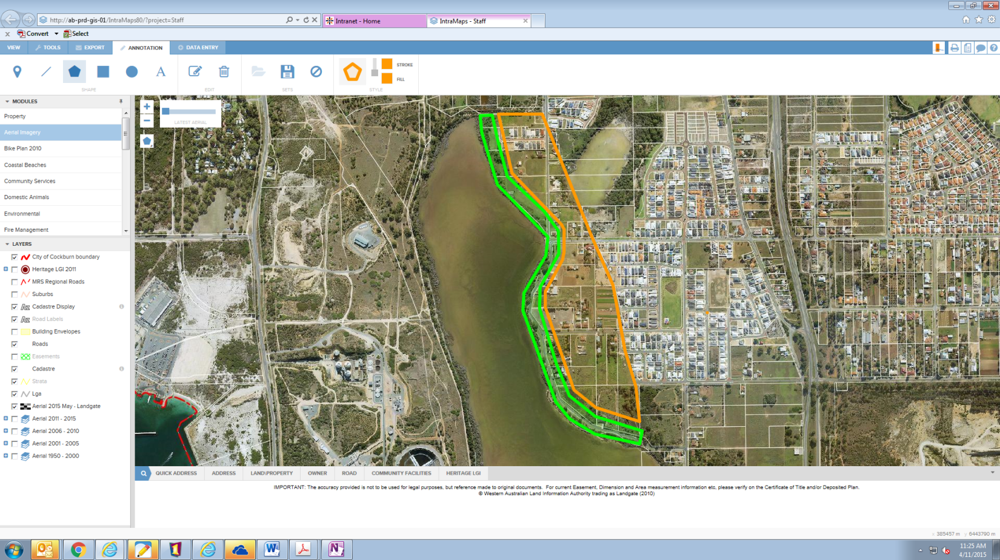 http://ab-prd-gis-01/IntraMaps80/?project=Staff
Intranet - Home
IntraMaps - Staff
x Convert Select
VIEW TOOLS EXPORT ANNOTATION DATA ENTRY
A
STROKE
FILL
SHAPE EDIT SETS STYLE
MODULES
Property
Aerial Imagery
Bike Plan 2010
Coastal Beaches
Community Services
Domestic Animals
Environmental
Fire Management
LATEST AERIAL
LAYERS
City of Cockburn boundary
Heritage LGI 2011
MRS Regional Roads
Suburbs
Cadastre Display
Road Labels
Building Envelopes
Roads
Easements
Cadastre
Strata
Lga
Aerial 2015 May - Landgate
Aerial 2011 - 2015
Aerial 2006 - 2010
Aerial 2001 - 2005
Aerial 1950 - 2000
QUICK ADDRESS ADDRESS LAND\PROPERTY OWNER ROAD COMMUNITY FACILITIES HERITAGE LGI
IMPORTANT: The accuracy provided is not to be used for legal purposes, but reference made to original documents. For current Easement, Dimension and Area measurement information etc, please verify on the Certificate of Title and/or Deposited Plan.
© Western Australian Land Information Authority trading as Landgate (2010)
x 385457 m y 6443790 m
11:25 AM
4/11/2015